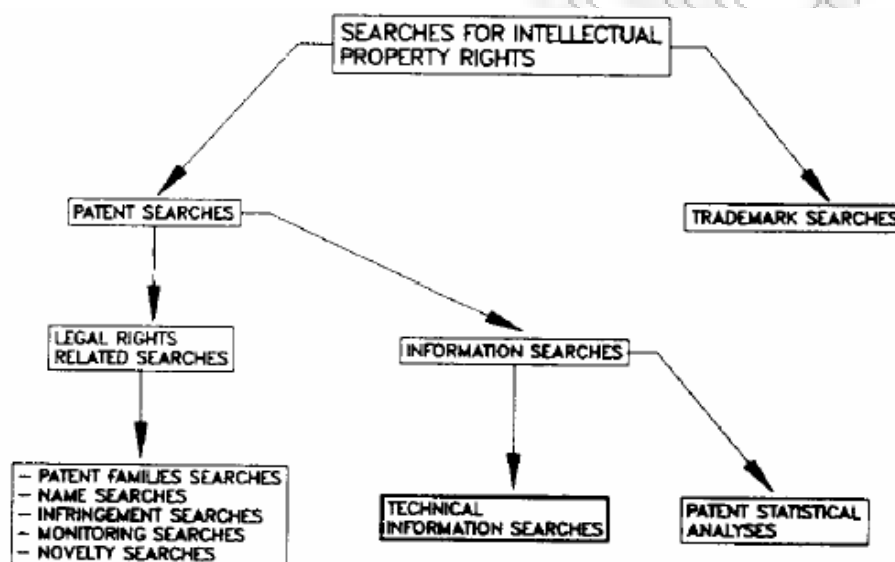 SEARCHES FOR INTELLECTUAL
PROPERTY RIGHTS
PATENT SEARCHES
TRADEMARK SEARCHES
LEGAL RIGHTS
RELATED SEARCHES
INFORMATION SEARCHES
- PATENT FAMILIES SEARCHES
- NAME SEARCHES
- INFRINGEMENT SEARCHES
- MONITORING SEARCHES
- NOVELTY SEARCHES
TECHNICAL
INFORMATION SEARCHES
PATENT STATISTICAL
ANALYSES